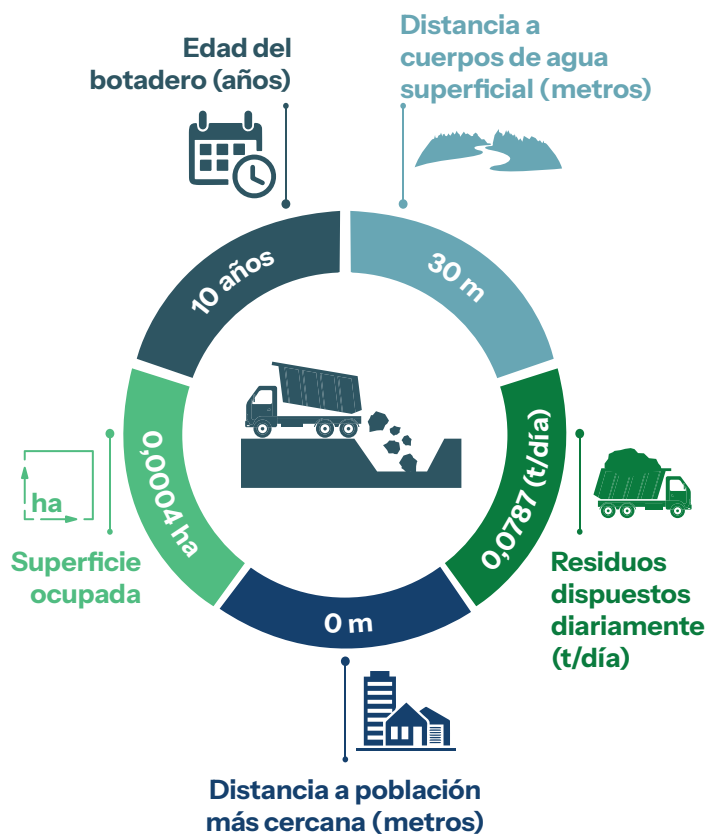 Edad del
botadero (años)
Distancia a
cuerpos de agua
superficial (metros)
10 años
30 m
0,0004 ha
0,0787 (t/día)
0 m
ha
Superficie
ocupada
Residuos
dispuestos
diariamente
(t/día)
Distancia a población
más cercana (metros)